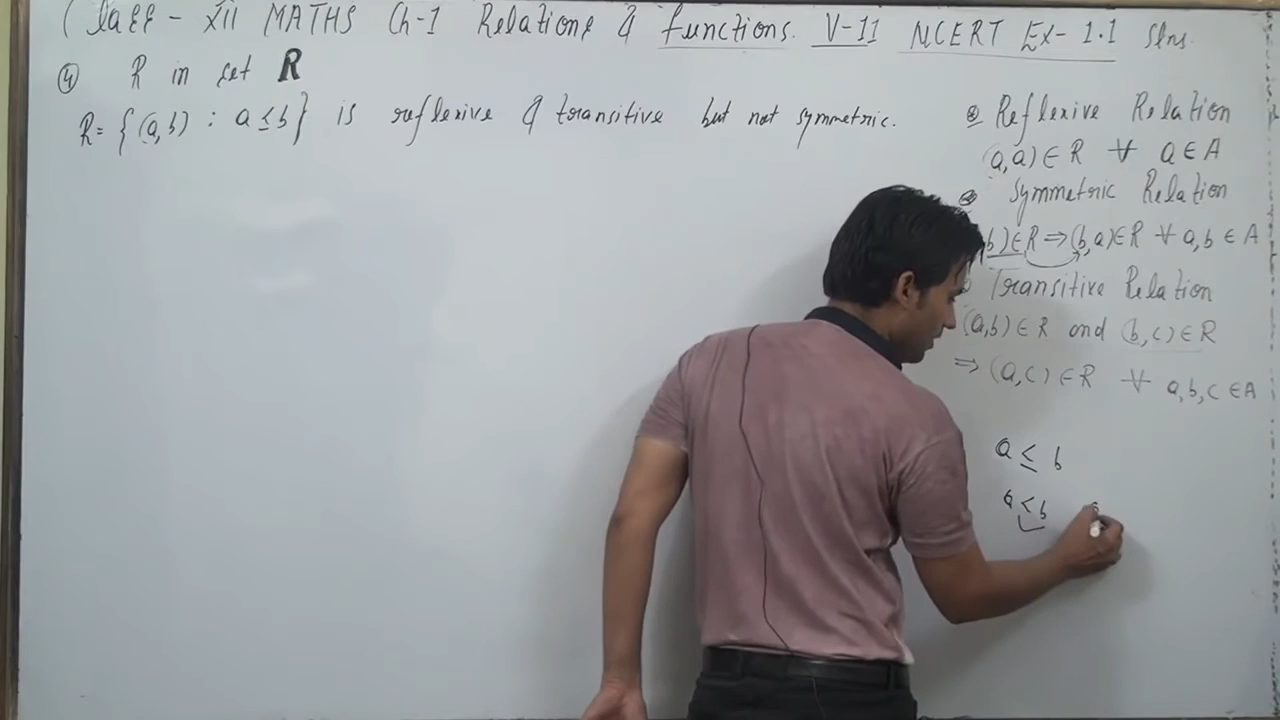 Class - XII MATHS Ch-1 Relations & functions. V-11 NCERT Ex- 1.1 Slns.
④ R in set R
R = {(a,b) : a ≤ b} is reflexive & transitive but not symmetric.
Reflexive Relation
(a,a) ∈ R ∀ a ∈ A
Symmetric Relation
b) ∈ R ⇒ (b,a) ∈ R ∀ a,b ∈ A
Transitive Relation
(a,b) ∈ R and (b,c) ∈ R
⇒ (a,c) ∈ R ∀ a,b,c ∈ A
a ≤ b
a < b